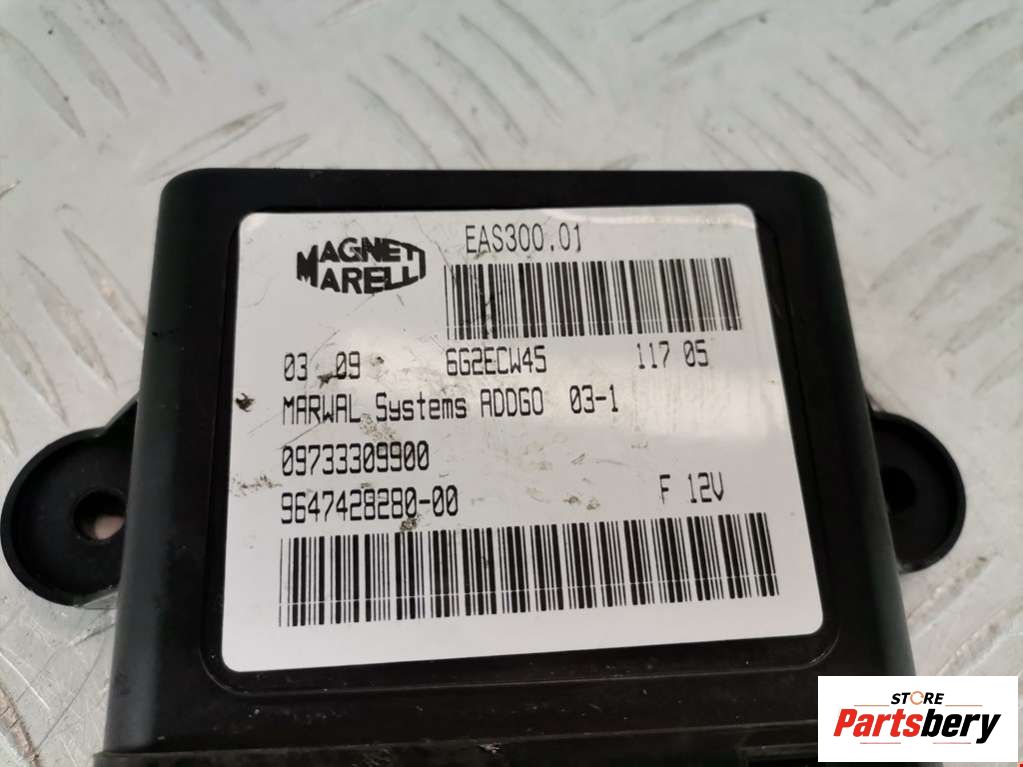 MAGNETI
MARELLI
EAS300.01
03 09 6G2ECW45 117 05
MARWAL Systems ADDGO 03-1
09733309900
9647428280-00 F 12V
STORE
Partsbery